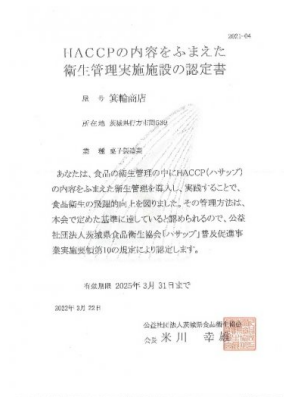 2021-04
HACCPの内容をふまえた
衛生管理実施施設の認定書
屋 号 箕輪商店
所在地 茨城県行方市
業 種 菓子製造業
あなたは、食品の衛生管理の中にHACCP(ハサップ)
の内容をふまえた衛生管理を導入し、実践することで、
食品衛生の飛躍的向上を図りました。その管理方法は、
本会で定めた基準に達していると認められるので、公益
社団法人茨城県食品衛生協会「ハサップ」普及促進事
業実施要領第10の規定により認定します。
有効期限 2025年3月31日まで
2022年3月
公益社団法人茨城県食品衛生協会
会長 米川 幸